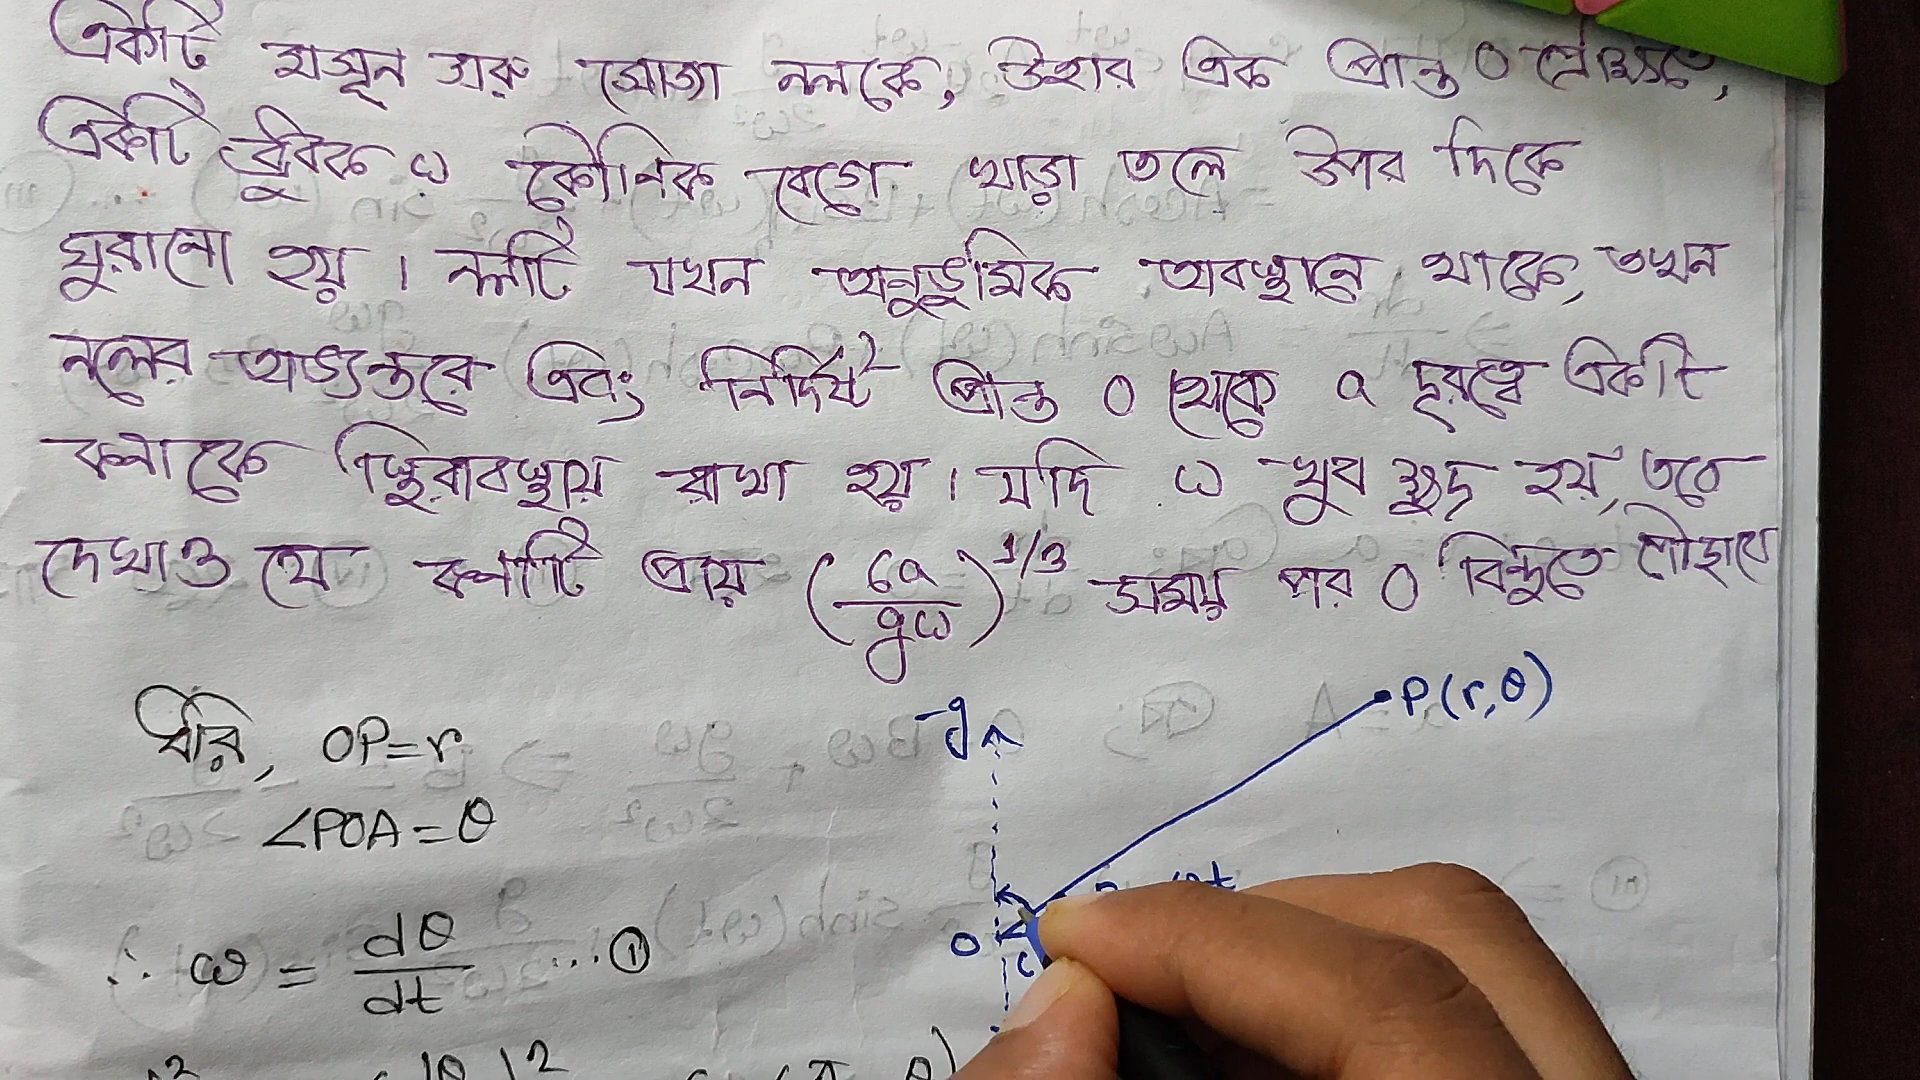 একটি মসৃন সরু সোজা নলকে, উহার এক প্রান্ত O
একটি ধ্রুবক ω কৌণিক বেগে খাড়া তলে উপর দিকে
ঘুরানো হয়। নলটি যখন অনুভূমিক অবস্থানে থাকে, তখন
নলের অভ্যন্তরে এবং নির্দিষ্ট প্রান্ত O থেকে a দূরত্বে একটি
কনাকে স্থিরাবস্থায় রাখা হয়। যদি ω খুব ক্ষুদ্র হয়, তবে
দেখাও যে কণাটি প্রায় (6a/gω)^1/3 সময় পর O বিন্দুতে পৌছাবে
-g
P(r,θ)
ধরি, OP=r
∠POA=θ
O
∴ ω = dθ/dt ...①